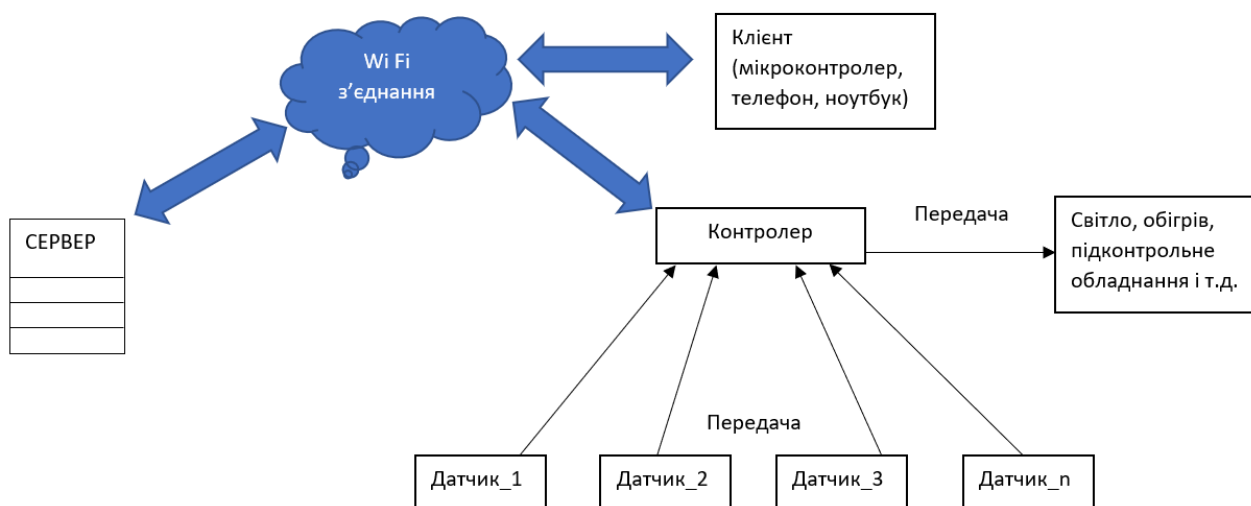 Wi Fi
з’єднання
Клієнт
(мікроконтролер,
телефон, ноутбук)
СЕРВЕР
Контролер
Передача
Світло, обігрів,
підконтрольне
обладнання і т.д.
Передача
Датчик_1
Датчик_2
Датчик_3
Датчик_n